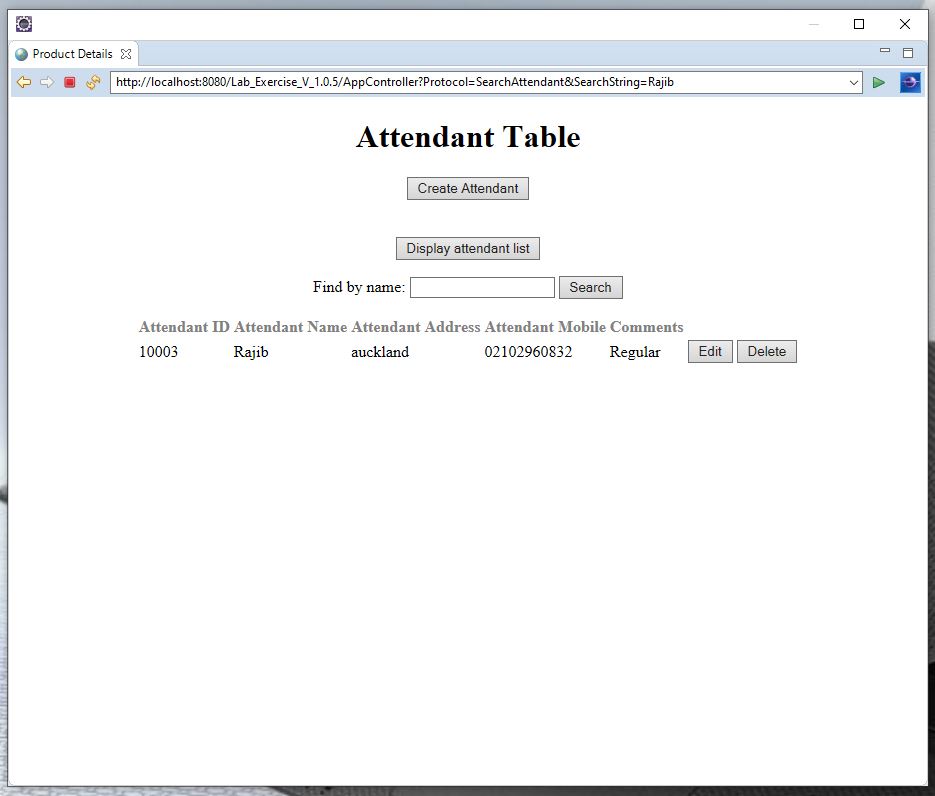 Product Details
http://localhost:8080/Lab_Exercise_V_1.0.5/AppController?Protocol=SearchAttendant&SearchString=Rajib
Attendant Table
Create Attendant
Display attendant list
Find by name: Search
Attendant ID Attendant Name Attendant Address Attendant Mobile Comments
10003 Rajib auckland 02102960832 Regular Edit Delete